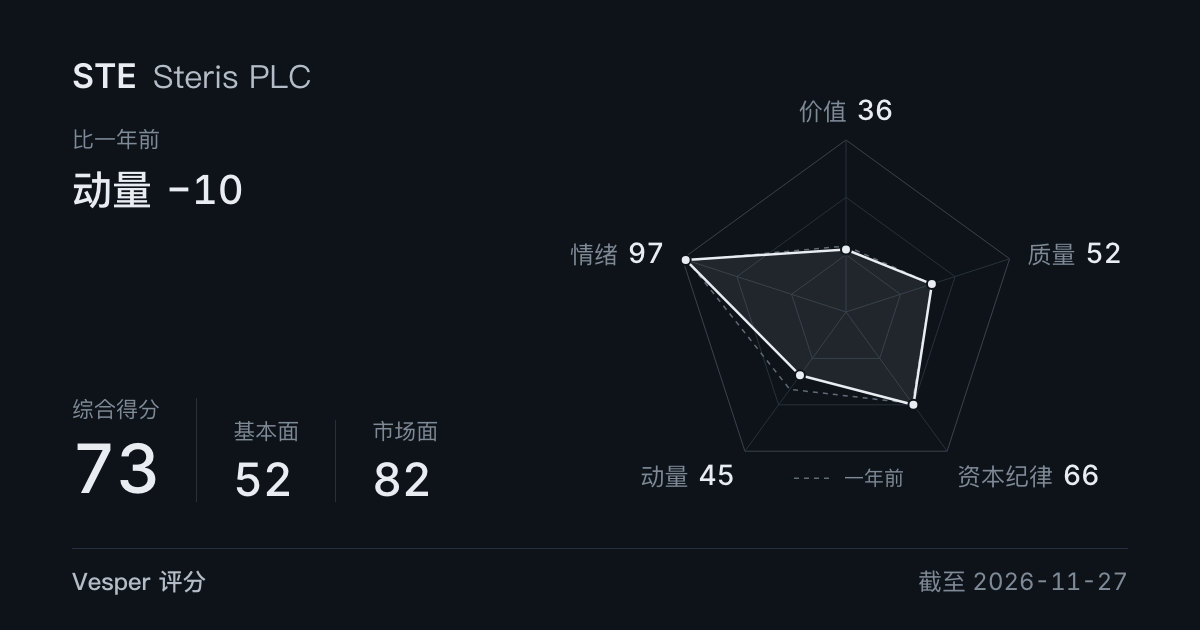 STE Steris PLC
比一年前
动量 −10
价值 36
情绪 97
质量 52
动量 45
一年前
资本纪律 66
综合得分
73
基本面
52
市场面
82
Vesper 评分
截至 2026-11-27